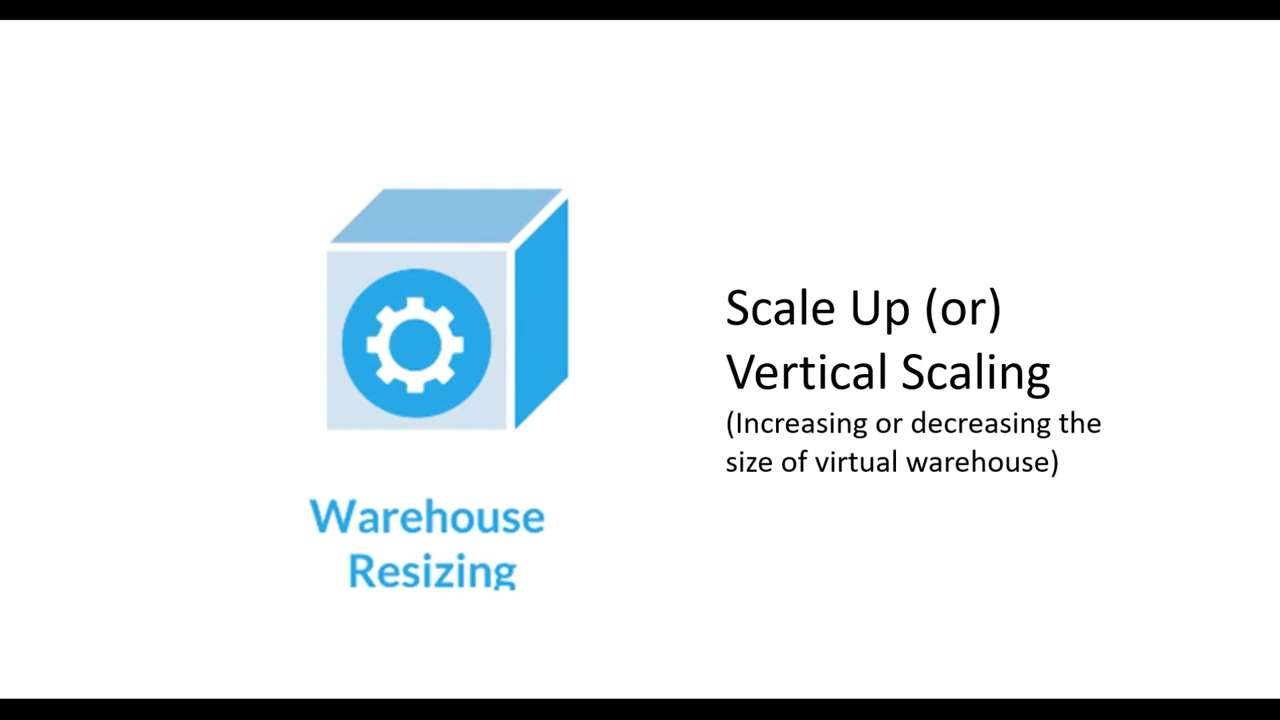 Scale Up (or)
Vertical Scaling
(Increasing or decreasing the
size of virtual warehouse)
Warehouse
Resizing